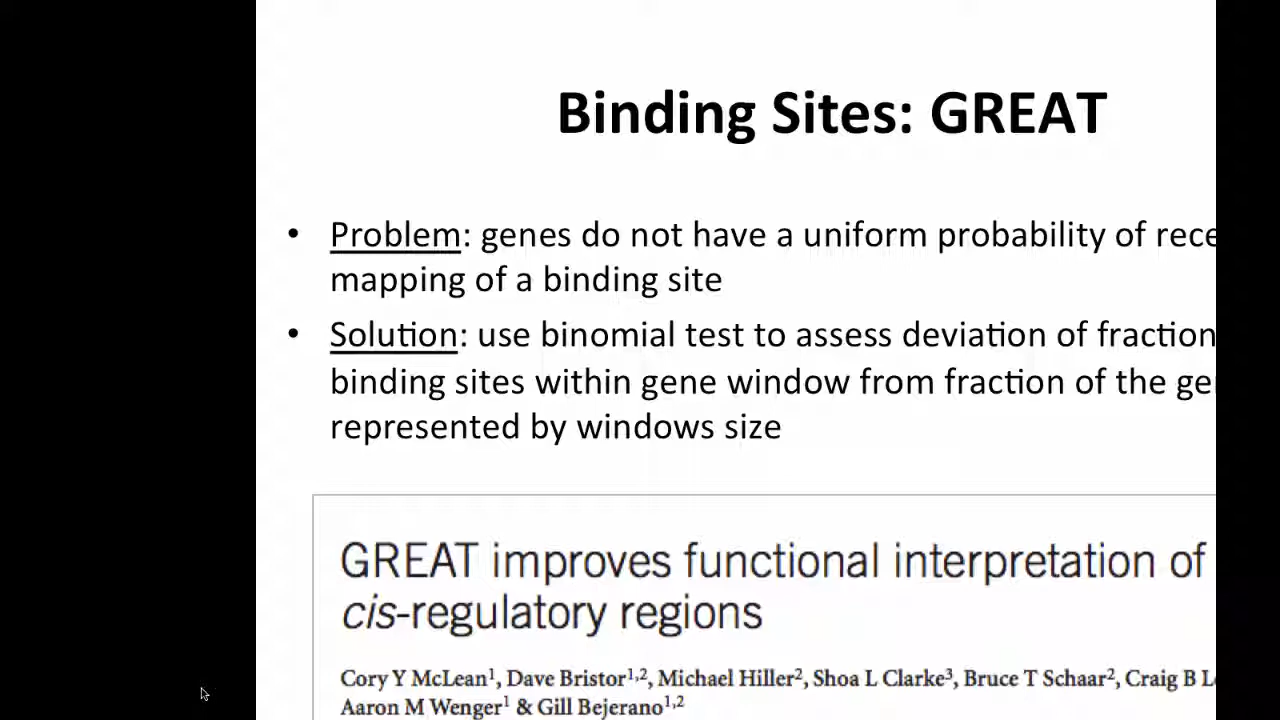 Binding Sites: GREAT
• Problem: genes do not have a uniform probability of
mapping of a binding site
• Solution: use binomial test to assess deviation of fraction
binding sites within gene window from fraction of the
represented by windows size
GREAT improves functional interpretation of
cis-regulatory regions
Cory Y McLean1, Dave Bristor1,2, Michael Hiller2, Shoa L Clarke3, Bruce T Schaar2, Craig B
Aaron M Wenger1 & Gill Bejerano1,2